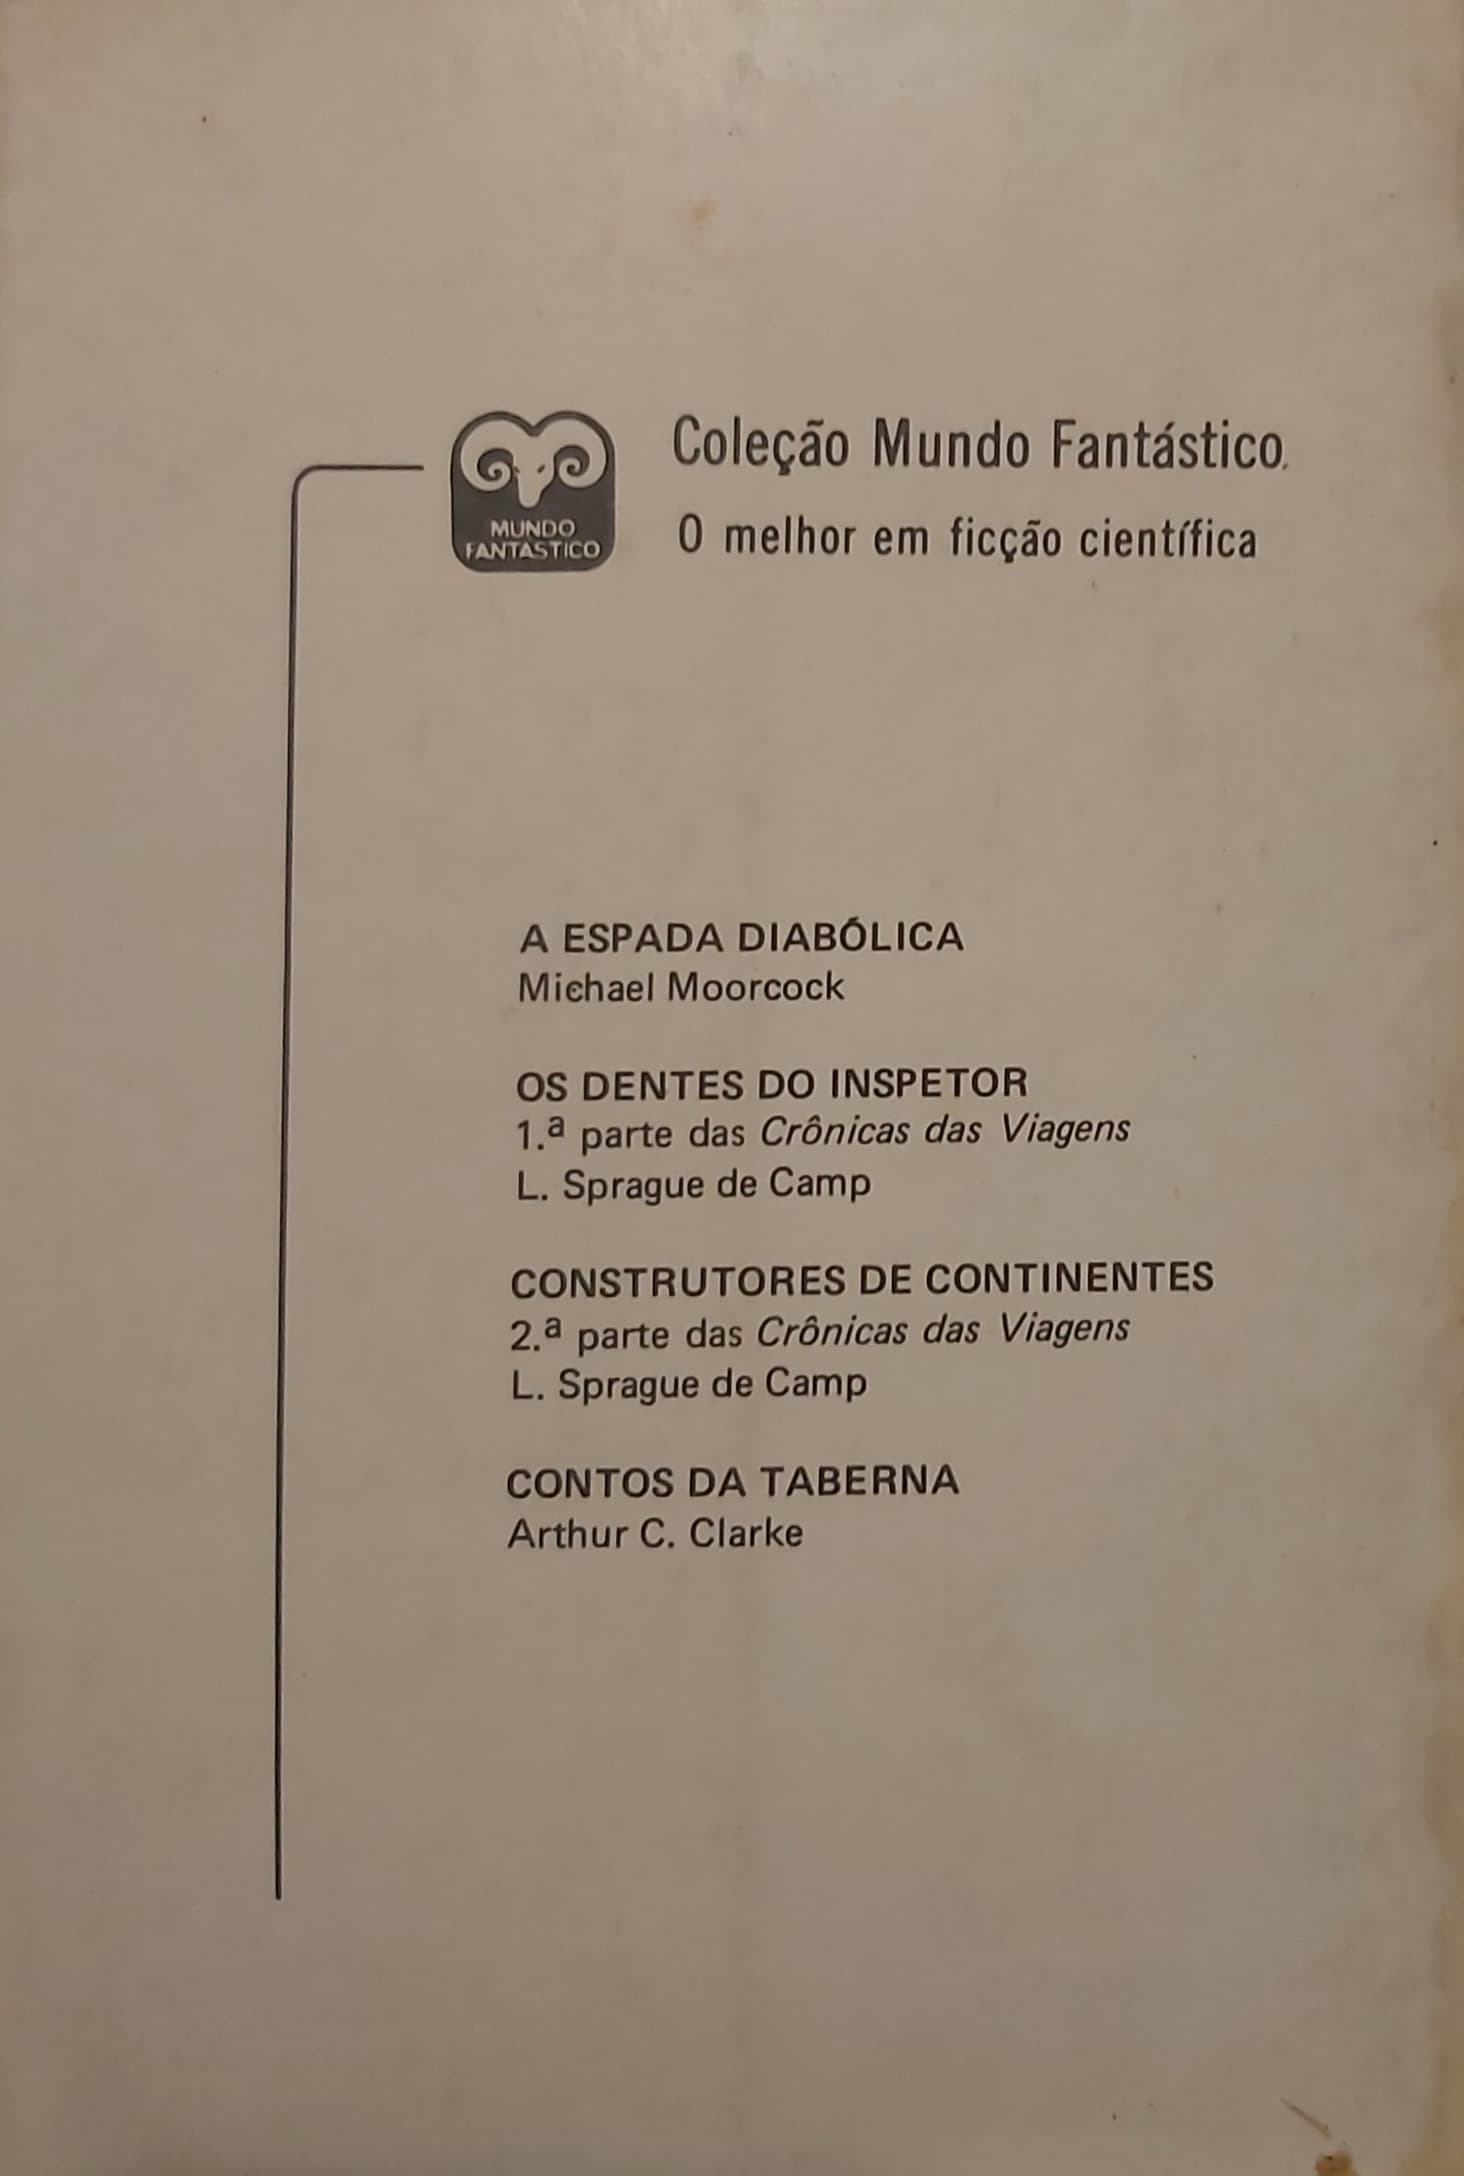 Coleção Mundo Fantástico.
O melhor em ficção científica
MUNDO
FANTÁSTICO
A ESPADA DIABÓLICA
Michael Moorcock
OS DENTES DO INSPETOR
1.ª parte das Crônicas das Viagens
L. Sprague de Camp
CONSTRUTORES DE CONTINENTES
2.ª parte das Crônicas das Viagens
L. Sprague de Camp
CONTOS DA TABERNA
Arthur C. Clarke